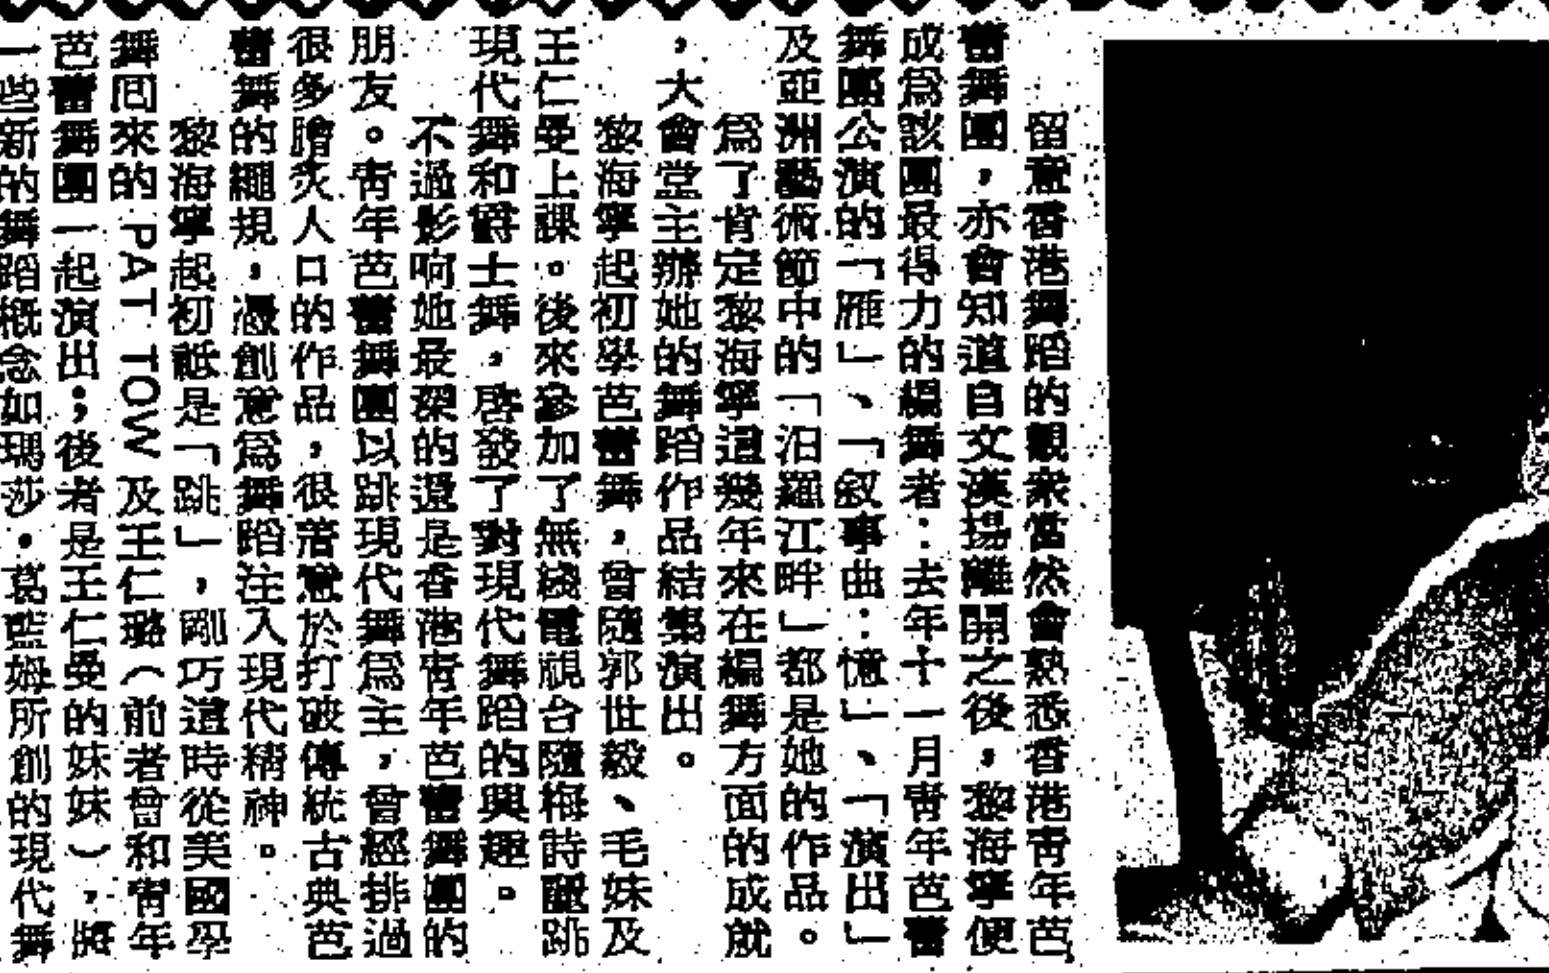 留意香港舞蹈的觀衆當然會熟悉香港青年芭
蕾舞團，亦會知道自文漢揚離開之後，黎海寧便
成爲該團最得力的編舞者：去年十一月青年芭蕾
舞團公演的「雁」、「叙事曲：憶」、「演出」
及亞洲藝術節中的「汨羅江畔」都是她的作品。
爲了肯定黎海寧這幾年來在編舞方面的成就
，大會堂主辦她的舞蹈作品結集演出。
黎海寧起初學芭蕾舞，曾隨郭世毅、毛妹及
王仁曼上課。後來參加了無綫電視台隨梅詩麗跳
現代舞和爵士舞，啓發了對現代舞蹈的興趣。
不過影响她最深的還是香港青年芭蕾舞團的
朋友。青年芭蕾舞團以跳現代舞爲主，曾經排過
很多膾炙人口的作品，很着意於打破傳統古典芭
蕾舞的繩規，憑創意爲舞蹈注入現代精神。
黎海寧起初祗是「跳」，剛巧這時從美國學
舞回來的 PAT TOW 及王仁璐（前者曾和青年
芭蕾舞團一起演出；後者是王仁曼的妹妹），將
一些新的舞蹈概念如瑪莎．葛藍姆所創的現代舞